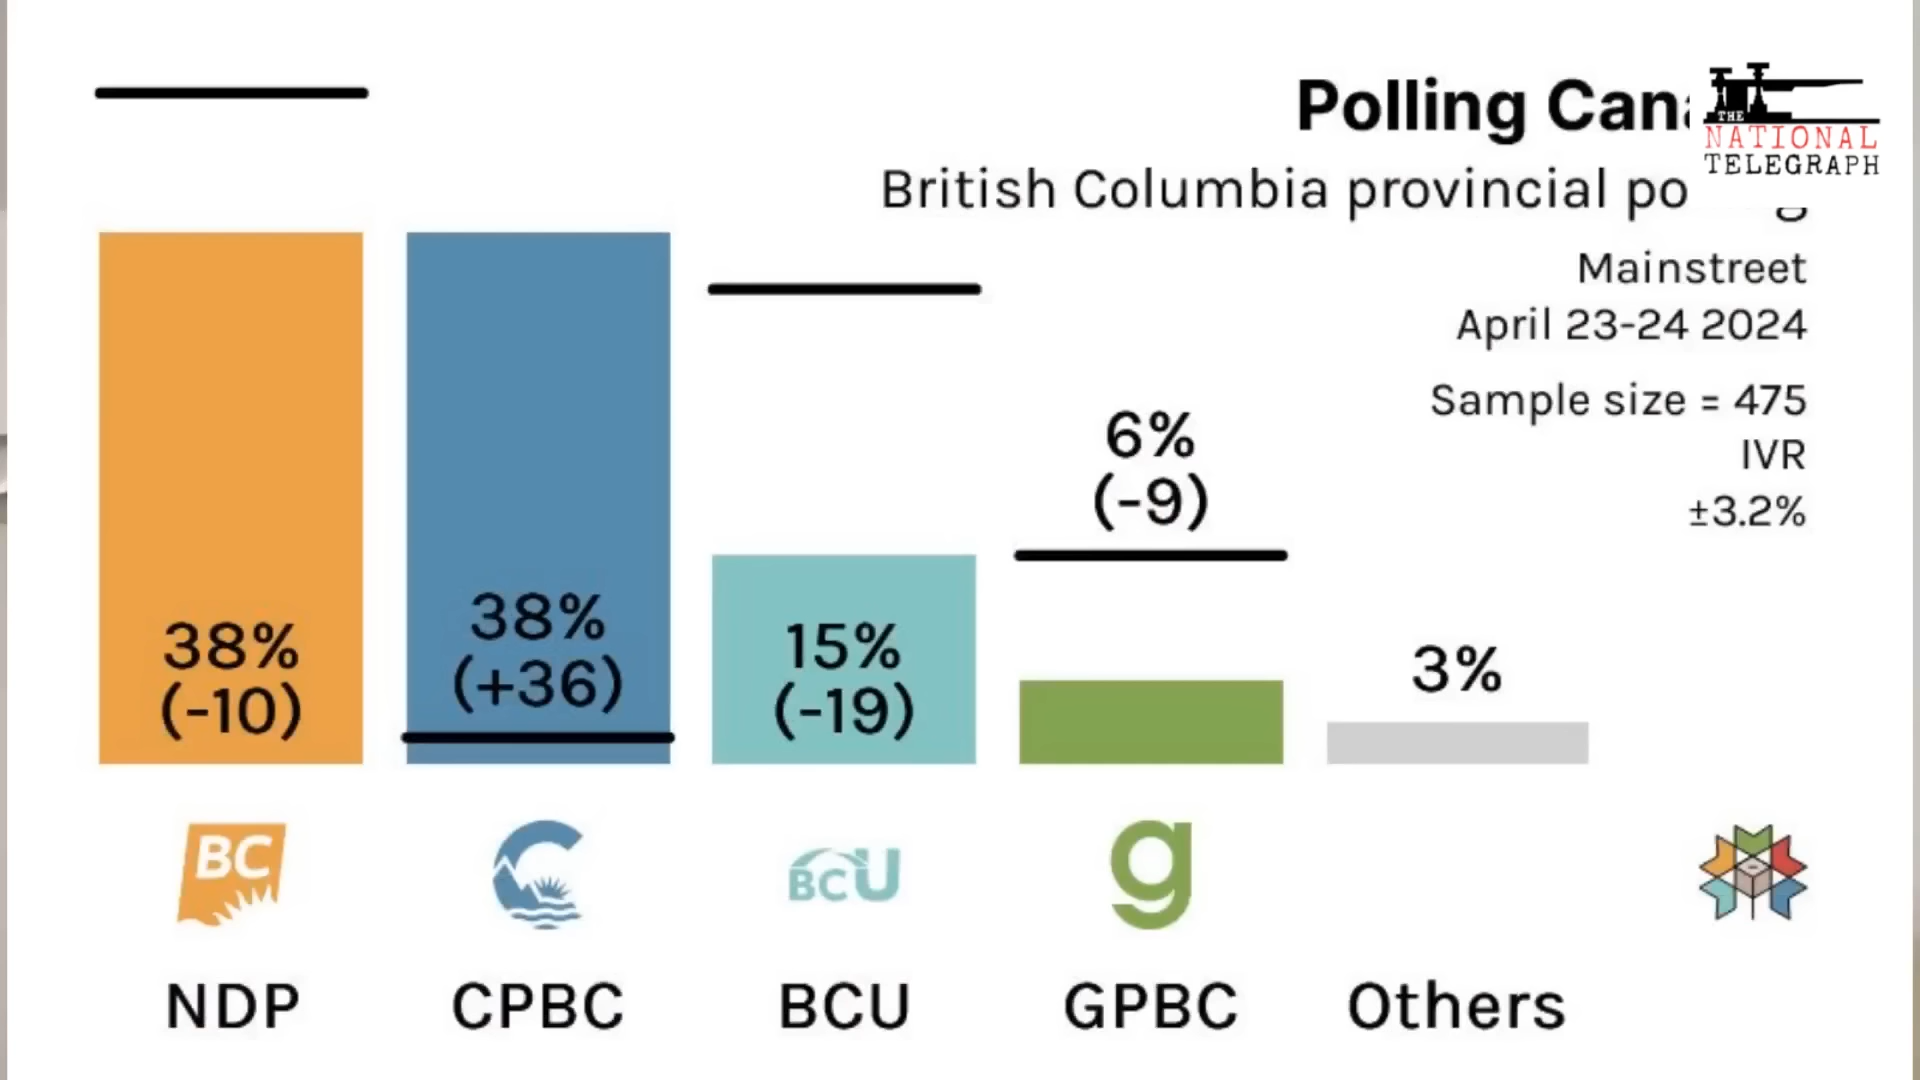 Polling Can
THE
NATIONAL
TELEGRAPH
British Columbia provincial
Mainstreet
April 23-24 2024
Sample size = 475
IVR
±3.2%
6%
(-9)
38%
(-10)
38%
(+36)
15%
(-19)
3%
BC
BCU
g
NDP
CPBC
BCU
GPBC
Others